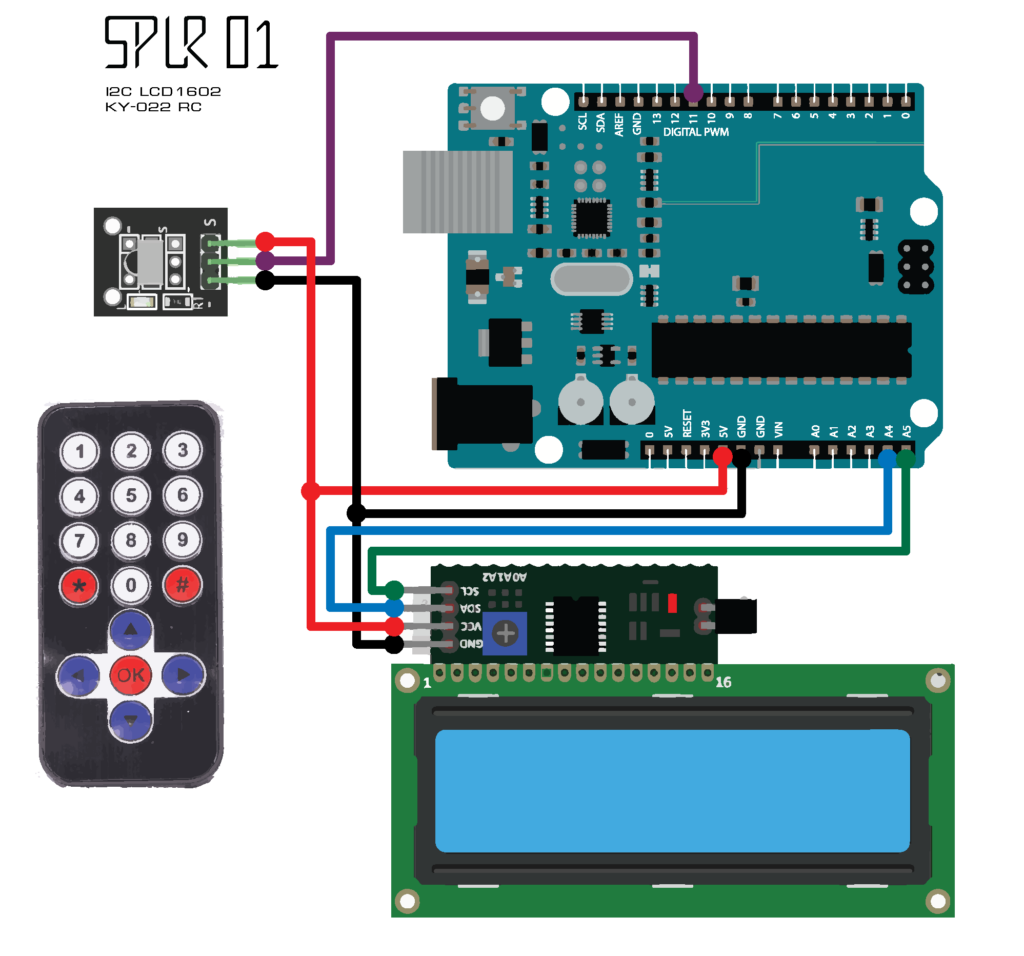 SPLR 01
I2C LCD1602
KY-022 RC
SCL SDA AREF GND 13 12 11 10 9 8 7 6 5 4 3 2 1 0
DIGITAL PWM
S
- S
R1
L -
0 5V RESET 3V3 5V GND GND VIN A0 A1 A2 A3 A4 A5
1 2 3
4 5 6
7 8 9
* 0 #
OK
A0A1A2
SCL
SDA
VCC
GND
1 16